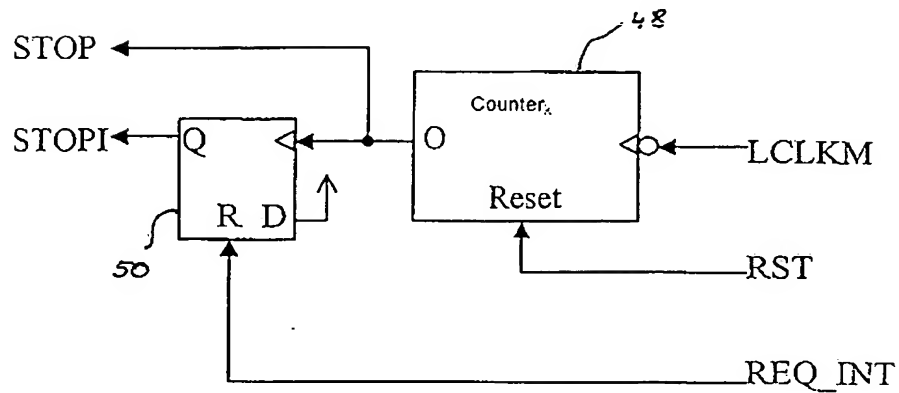 48
STOP
Counter
STOPI
Q
O
LCLKM
R D
Reset
50
RST
REQ_INT